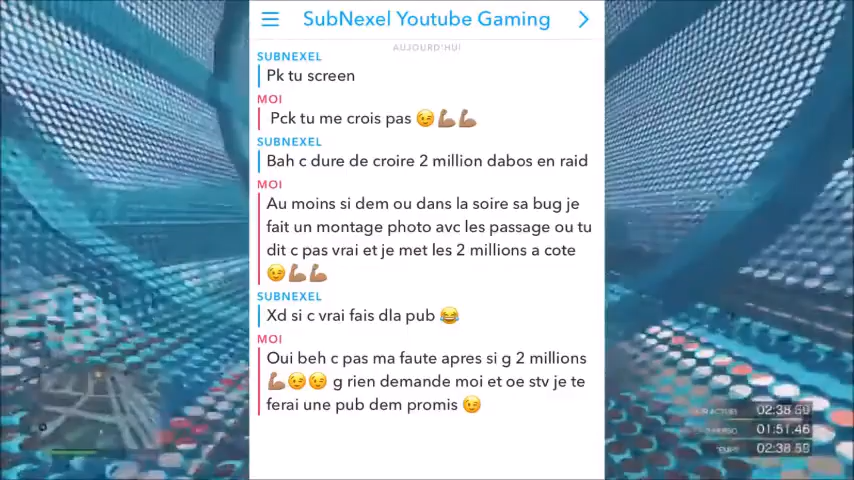 SubNexel Youtube Gaming
AUJOURD'HUI
SUBNEXEL
Pk tu screen
MOI
Pck tu me crois pas 😉💪🏽💪🏽
SUBNEXEL
Bah c dure de croire 2 million dabos en raid
MOI
Au moins si dem ou dans la soire sa bug je
fait un montage photo avc les passage ou tu
dit c pas vrai et je met les 2 millions a cote
😉💪🏽💪🏽
SUBNEXEL
Xd si c vrai fais dla pub 😂
MOI
Oui beh c pas ma faute apres si g 2 millions
💪🏽😉😉 g rien demande moi et oe stv je te
ferai une pub dem promis 😉
02:38.50
01:51.46
TEMPS 02:38.50